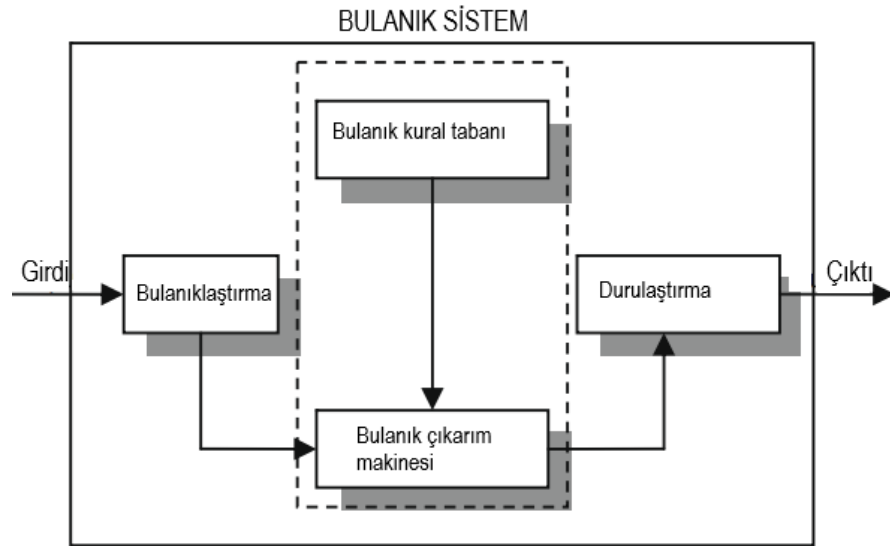 BULANIK SİSTEM
Bulanık kural tabanı
Girdi
Bulanıklaştırma
Durulaştırma
Çıktı
Bulanık çıkarım
makinesi